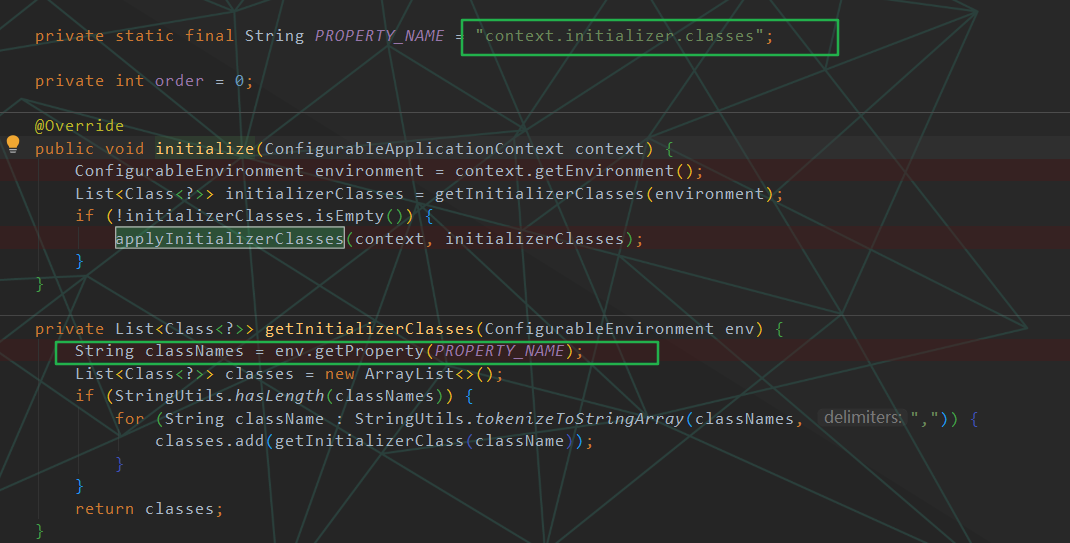 private static final String PROPERTY_NAME = "context.initializer.classes";
private int order = 0;
@Override
public void initialize(ConfigurableApplicationContext context) {
ConfigurableEnvironment environment = context.getEnvironment();
List<Class<?>> initializerClasses = getInitializerClasses(environment);
if (!initializerClasses.isEmpty()) {
applyInitializerClasses(context, initializerClasses);
}
}
private List<Class<?>> getInitializerClasses(ConfigurableEnvironment env) {
String classNames = env.getProperty(PROPERTY_NAME);
List<Class<?>> classes = new ArrayList<>();
if (StringUtils.hasLength(classNames)) {
for (String className : StringUtils.tokenizeToStringArray(classNames, delimiters: ",")) {
classes.add(getInitializerClass(className));
}
}
return classes;
}